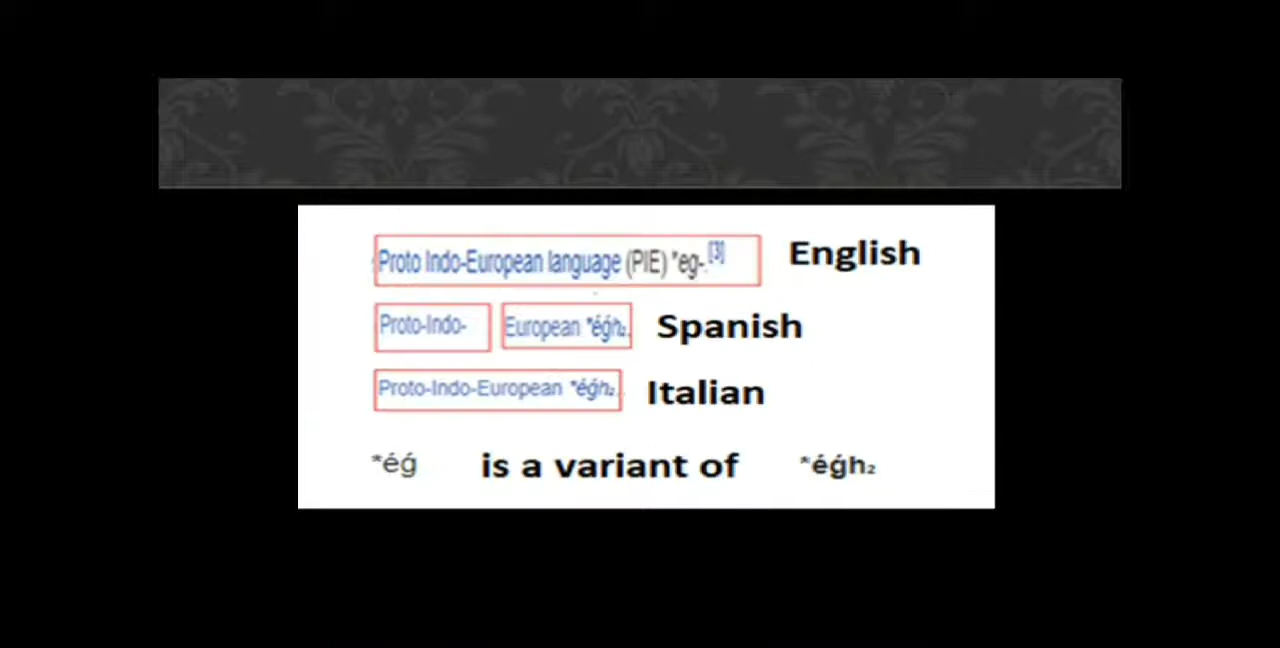 Proto Indo-European language (PIE) *eg-.[3] English
Proto-Indo- European *éǵh₂. Spanish
Proto-Indo-European *éǵh₂. Italian
*éǵ is a variant of *éǵh₂